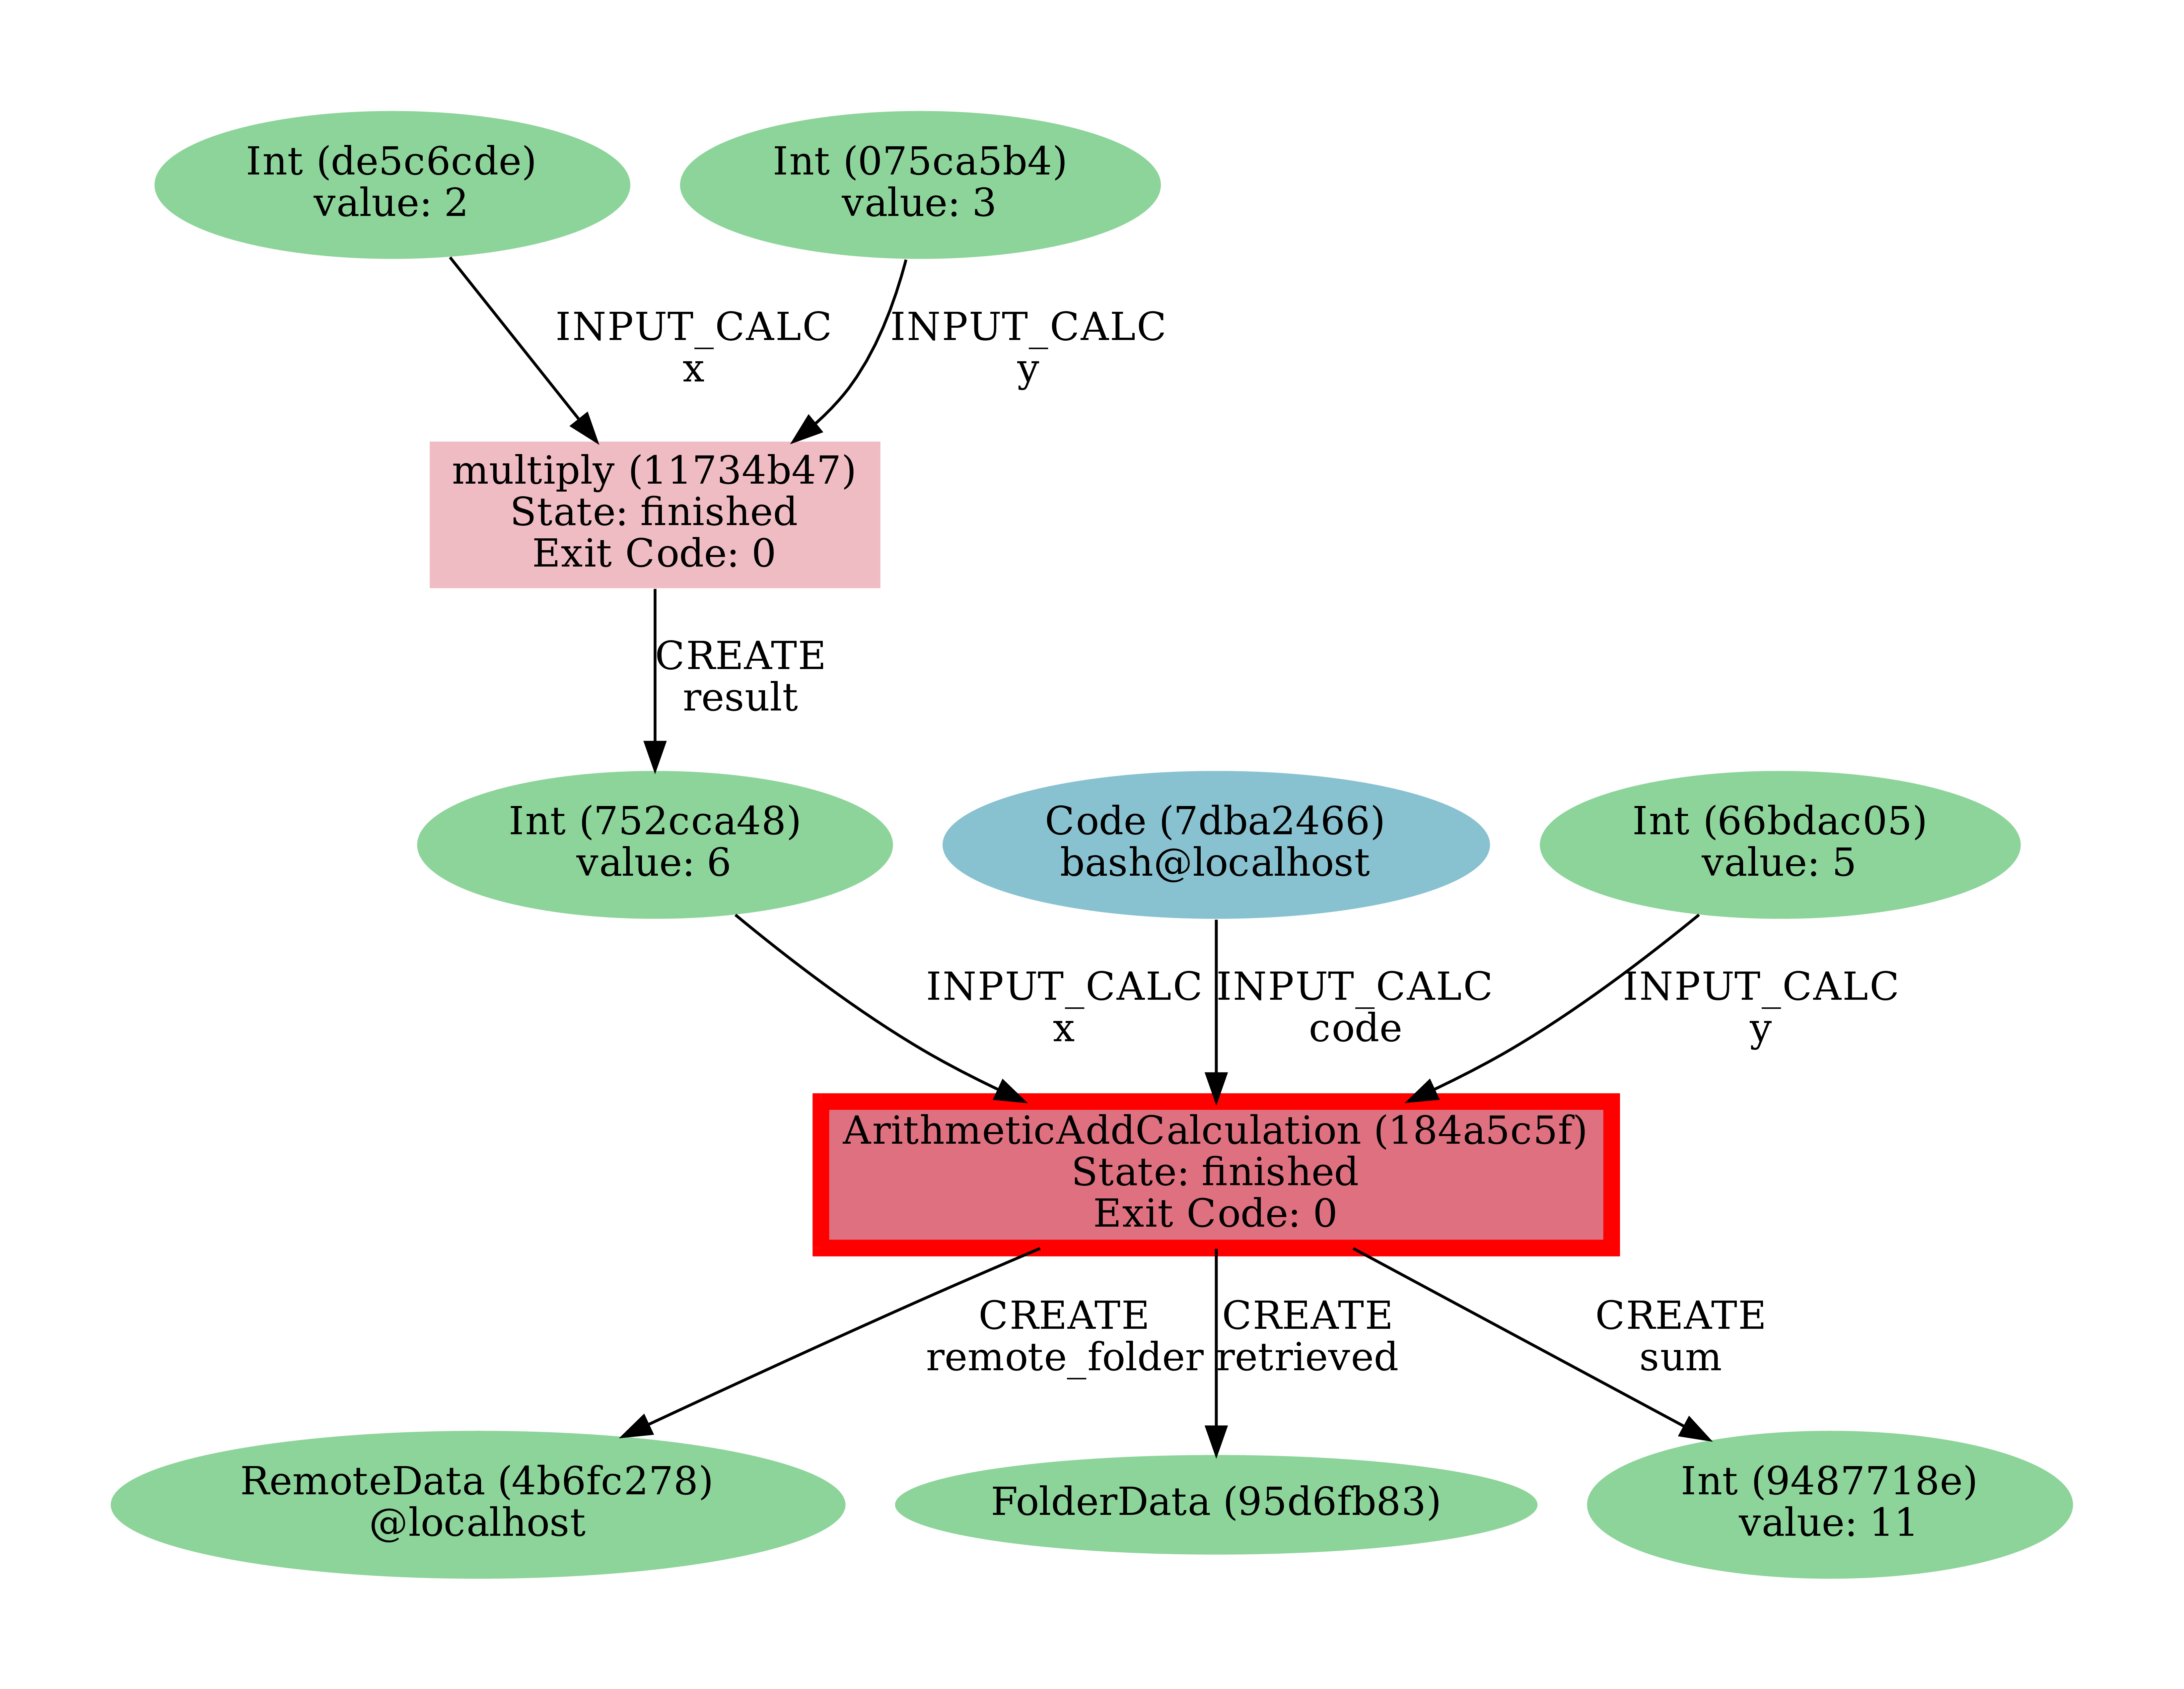 Int (de5c6cde)
value: 2
Int (075ca5b4)
value: 3
INPUT_CALC
x
INPUT_CALC
y
multiply (11734b47)
State: finished
Exit Code: 0
CREATE
result
Int (752cca48)
value: 6
Code (7dba2466)
bash@localhost
Int (66bdac05)
value: 5
INPUT_CALC
x
INPUT_CALC
code
INPUT_CALC
y
ArithmeticAddCalculation (184a5c5f)
State: finished
Exit Code: 0
CREATE
remote_folder
CREATE
retrieved
CREATE
sum
RemoteData (4b6fc278)
@localhost
FolderData (95d6fb83)
Int (9487718e)
value: 11